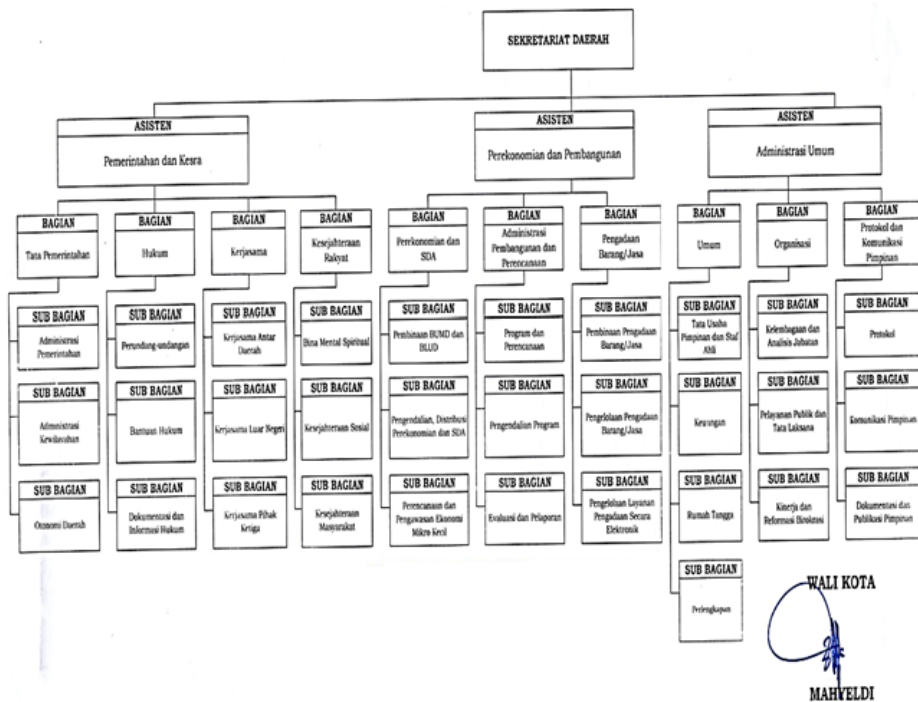 SEKRETARIAT DAERAH
ASISTEN
Pemerintahan dan Kesra
ASISTEN
Perekonomian dan Pembangunan
ASISTEN
Administrasi Umum
BAGIAN
Tata Pemerintahan
BAGIAN
Hukum
BAGIAN
Kerjasama
BAGIAN
Kesejahteraan
Rakyat
BAGIAN
Perekonomian dan
SDA
BAGIAN
Administrasi
Pembangunan dan
Perencanaan
BAGIAN
Pengadaan
Barang/Jasa
BAGIAN
Umum
BAGIAN
Organisasi
BAGIAN
Protokol dan
Komunikasi
Pimpinan
SUB BAGIAN
Administrasi
Pemerintahan
SUB BAGIAN
Perundang-undangan
SUB BAGIAN
Kerjasama Antar
Daerah
SUB BAGIAN
Bina Mental Spiritual
SUB BAGIAN
Pembinaan BUMD dan
BLUD
SUB BAGIAN
Program dan
Perencanaan
SUB BAGIAN
Pembinaan Pengadaan
Barang/Jasa
SUB BAGIAN
Tata Usaha
Pimpinan dan Staf
Ahli
SUB BAGIAN
Kelembagaan dan
Analisis Jabatan
SUB BAGIAN
Protokol
SUB BAGIAN
Administrasi
Kewilayahan
SUB BAGIAN
Bantuan Hukum
SUB BAGIAN
Kerjasama Luar Negeri
SUB BAGIAN
Kesejahteraan Sosial
SUB BAGIAN
Pengendalian, Distribusi
Perekonomian dan SDA
SUB BAGIAN
Pengendalian Program
SUB BAGIAN
Pengelolaan Pengadaan
Barang/Jasa
SUB BAGIAN
Keuangan
SUB BAGIAN
Pelayanan Publik dan
Tata Laksana
SUB BAGIAN
Komunikasi Pimpinan
SUB BAGIAN
Otonomi Daerah
SUB BAGIAN
Dokumentasi dan
Informasi Hukum
SUB BAGIAN
Kerjasama Pihak
Ketiga
SUB BAGIAN
Kesejahteraan
Masyarakat
SUB BAGIAN
Perencanaan dan
Pengawasan Ekonomi
Mikro Kecil
SUB BAGIAN
Evaluasi dan Pelaporan
SUB BAGIAN
Pengelolaan Layanan
Pengadaan Secara
Elektronik
SUB BAGIAN
Rumah Tangga
SUB BAGIAN
Kinerja dan
Reformasi Birokrasi
SUB BAGIAN
Dokumentasi dan
Publikasi Pimpinan
SUB BAGIAN
Perlengkapan
WALI KOTA
MAHYELDI